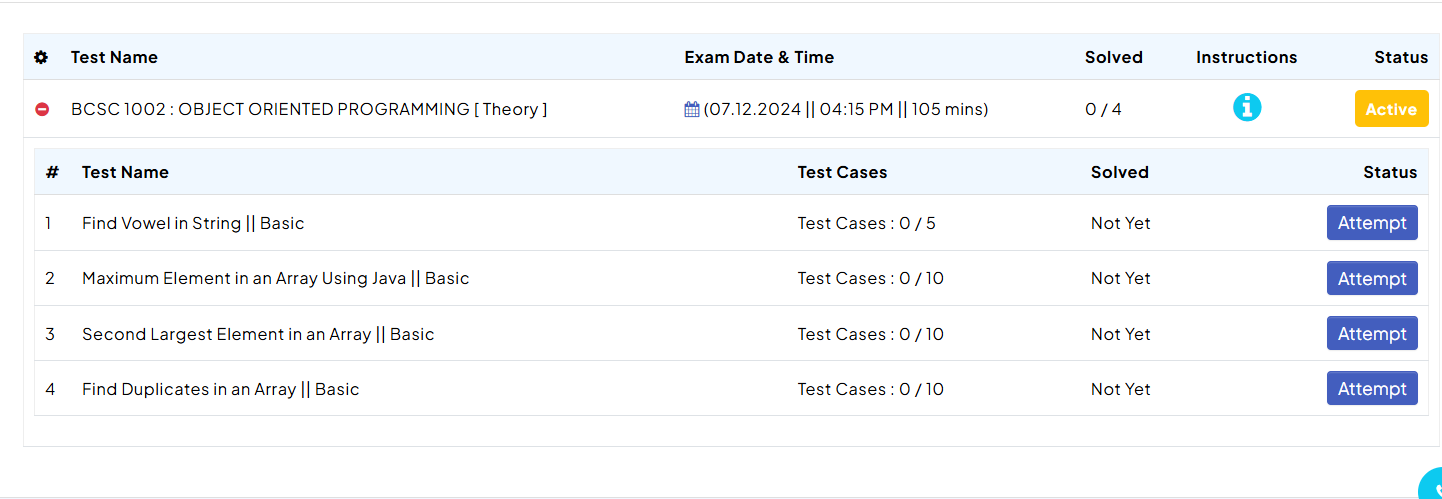 Test Name Exam Date & Time Solved Instructions Status
BCSC 1002 : OBJECT ORIENTED PROGRAMMING [ Theory ] (07.12.2024 || 04:15 PM || 105 mins) 0 / 4 Active
# Test Name Test Cases Solved Status
1 Find Vowel in String || Basic Test Cases : 0 / 5 Not Yet Attempt
2 Maximum Element in an Array Using Java || Basic Test Cases : 0 / 10 Not Yet Attempt
3 Second Largest Element in an Array || Basic Test Cases : 0 / 10 Not Yet Attempt
4 Find Duplicates in an Array || Basic Test Cases : 0 / 10 Not Yet Attempt